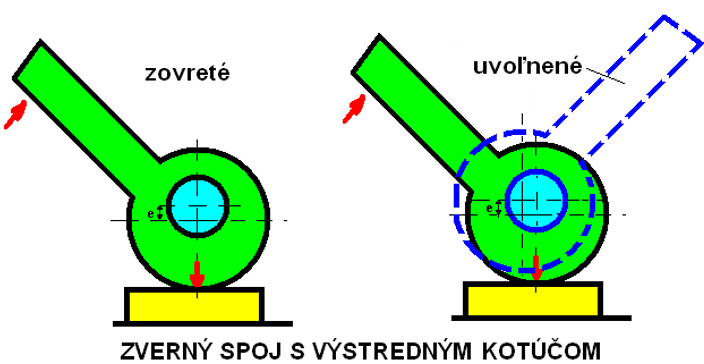 zovreté
uvoľnené
e
e
ZVERNÝ SPOJ S VÝSTREDNÝM KOTÚČOM